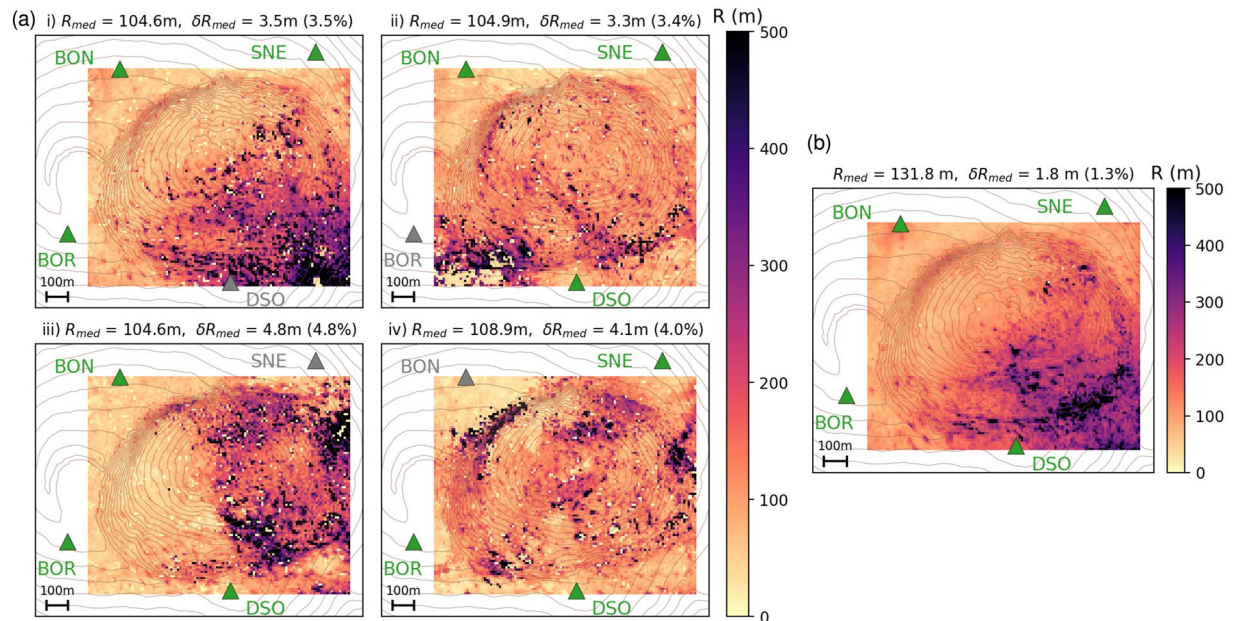 (a)
i) R_med = 104.6m, δR_med = 3.5m (3.5%)
ii) R_med = 104.9m, δR_med = 3.3m (3.4%)
R (m)
BON
SNE
BOR
DSO
100m
BON
SNE
BOR
DSO
100m
500
400
300
200
100
0
iii) R_med = 104.6m, δR_med = 4.8m (4.8%)
iv) R_med = 108.9m, δR_med = 4.1m (4.0%)
BON
SNE
BOR
DSO
100m
BON
SNE
BOR
DSO
100m
(b)
R_med = 131.8 m, δR_med = 1.8 m (1.3%)
R (m)
BON
SNE
BOR
DSO
100m
500
400
300
200
100
0